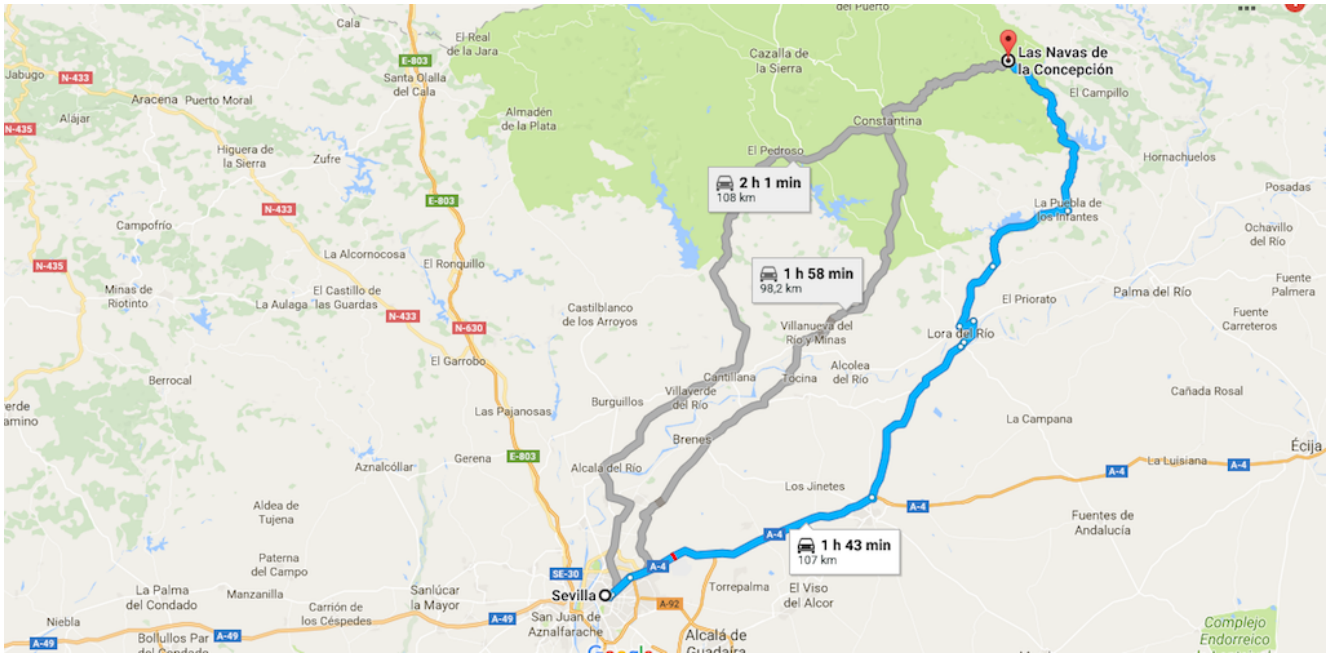 del Puerto
Cala
El Real
de la Jara
E-803
Cazalla de
la Sierra
Las Navas de
la Concepción
Jabugo
N-433
Santa Olalla
del Cala
El Campillo
Aracena
Puerto Moral
Almadén
de la Plata
Alájar
N-435
Constantina
Higuera de
la Sierra
Zufre
El Pedroso
Hornachuelos
2 h 1 min
108 km
Posadas
E-803
N-433
La Puebla de
los Infantes
Campofrío
Ochavillo
del Río
La Alcornocosa
El Ronquillo
N-435
1 h 58 min
98,2 km
Minas de
Riotinto
La Aulaga
El Castillo de
las Guardas
Castilblanco
de los Arroyos
El Priorato
Palma del Río
Fuente
Palmera
N-433
N-630
Villanueva del
Río y Minas
Lora del Río
Fuente
Carreteros
El Garrobo
Alcolea
del Río
Berrocal
Cantillana
Tocina
Villaverde
del Río
Burguillos
Cañada Rosal
Las Pajanosas
La Campana
Brenes
Écija
Gerena
E-803
Aznalcóllar
Alcalá del Río
La Luisiana
A-4
A-4
Los Jinetes
Aldea de
Tujena
A-4
Fuentes de
Andalucía
A-4
1 h 43 min
107 km
Paterna
del Campo
SE-30
A-4
La Palma
del Condado
Manzanilla
Sanlúcar
la Mayor
Sevilla
Torrepalma
El Viso
del Alcor
Carrión de
los Céspedes
A-49
A-92
San Juan de
Aznalfarache
Niebla
A-49
Bollullos Par
del Condado
A-49
Alcalá de
Guadaíra
Google
Complejo
Endorreico